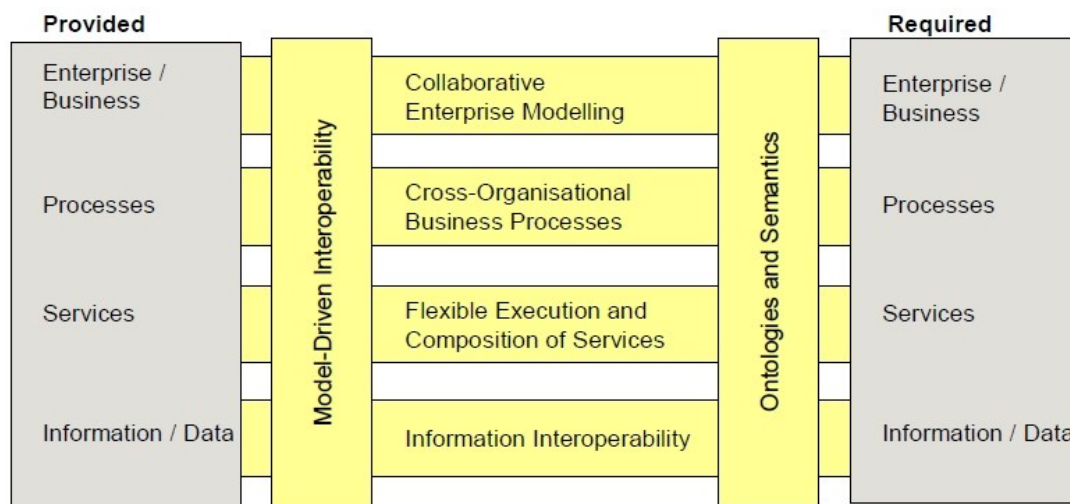 Provided
Required
Enterprise /
Business
Model-Driven Interoperability
Collaborative
Enterprise Modelling
Ontologies and Semantics
Enterprise /
Business
Processes
Cross-Organisational
Business Processes
Processes
Services
Flexible Execution and
Composition of Services
Services
Information / Data
Information Interoperability
Information / Data